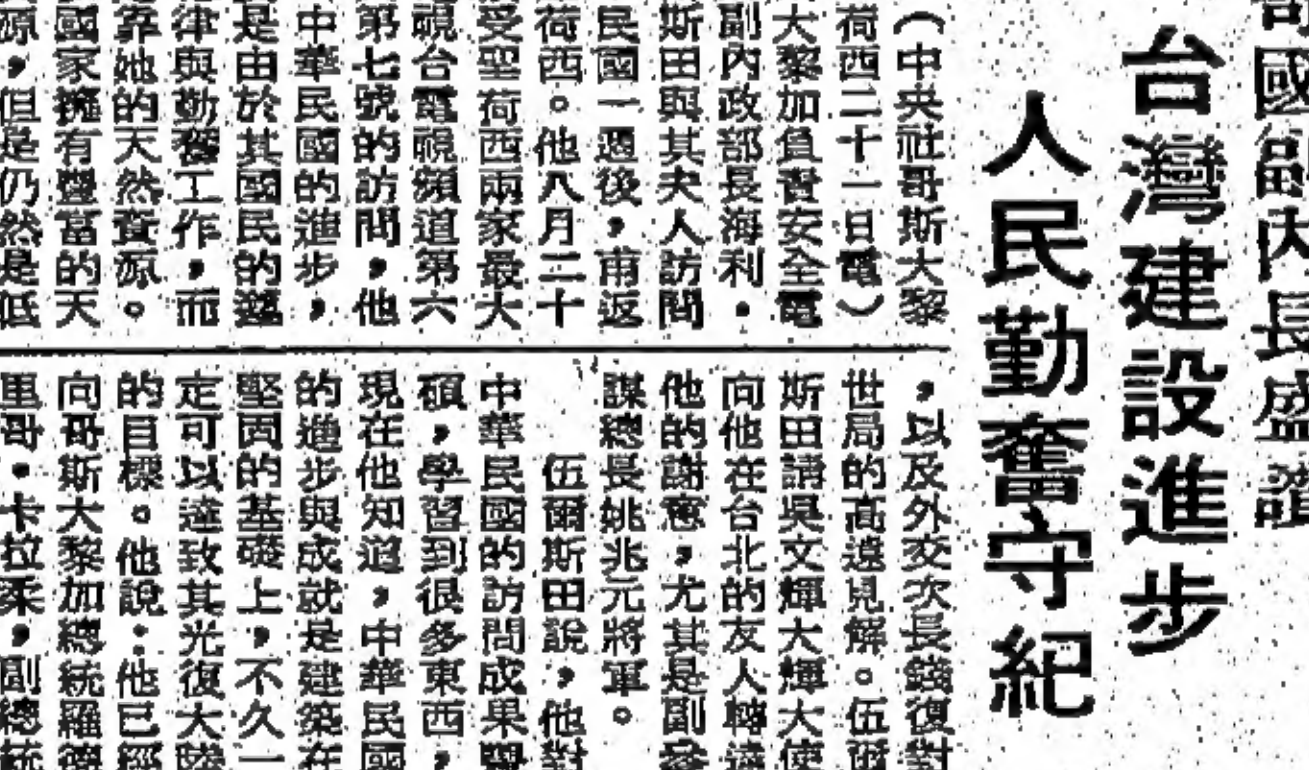 哥國副內長盛讚
台灣建設進步
人民勤奮守紀
（中央社哥斯大黎
荷西二十一日電）
大黎加負責安全電
副內政部長海利．
斯田與其夫人訪問
民國一週後，甫返
荷西。他八月二十
受聖荷西兩家最大
視台電視頻道第六
第七號的訪問，他
中華民國的進步，
是由於其國民的遵
律與勤奮工作，而
靠她的天然資源。
國家擁有豐富的天
源，但是仍然是低
，以及外交次長錢復對
世局的高遠見解。伍爾
斯田請吳文輝大輝大使
向他在台北的友人轉達
他的謝意，尤其是副參
謀總長姚兆元將軍。
伍爾斯田說，他對
中華民國的訪問成果豐
碩，學習到很多東西，
現在他知道，中華民國
的進步與成就是建築在
堅固的基礎上，不久一
定可以達致其光復大陸
的目標。他說：他已經
向哥斯大黎加總統羅德
里哥．卡拉柔，副總統